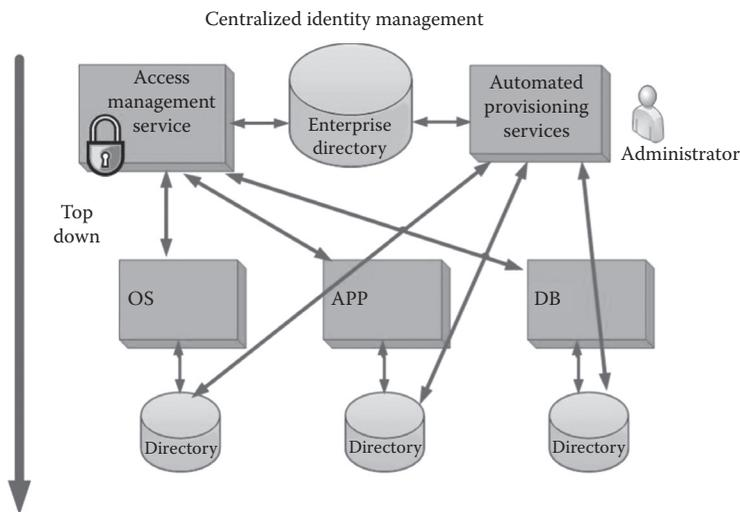 Centralized identity management
Access
management
service
Enterprise
directory
Automated
provisioning
services
Administrator
Top
down
OS
APP
DB
Directory
Directory
Directory